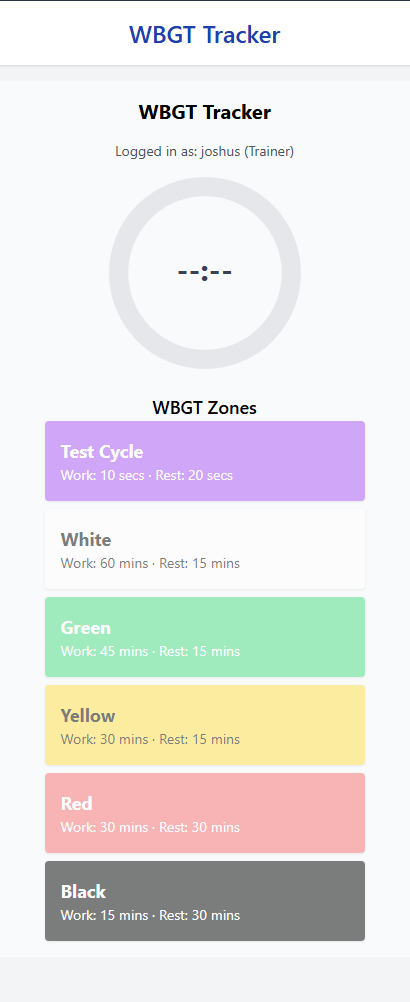 WBGT Tracker
WBGT Tracker
Logged in as: joshus (Trainer)
--:--
WBGT Zones
Test Cycle
Work: 10 secs · Rest: 20 secs
White
Work: 60 mins · Rest: 15 mins
Green
Work: 45 mins · Rest: 15 mins
Yellow
Work: 30 mins · Rest: 15 mins
Red
Work: 30 mins · Rest: 30 mins
Black
Work: 15 mins · Rest: 30 mins